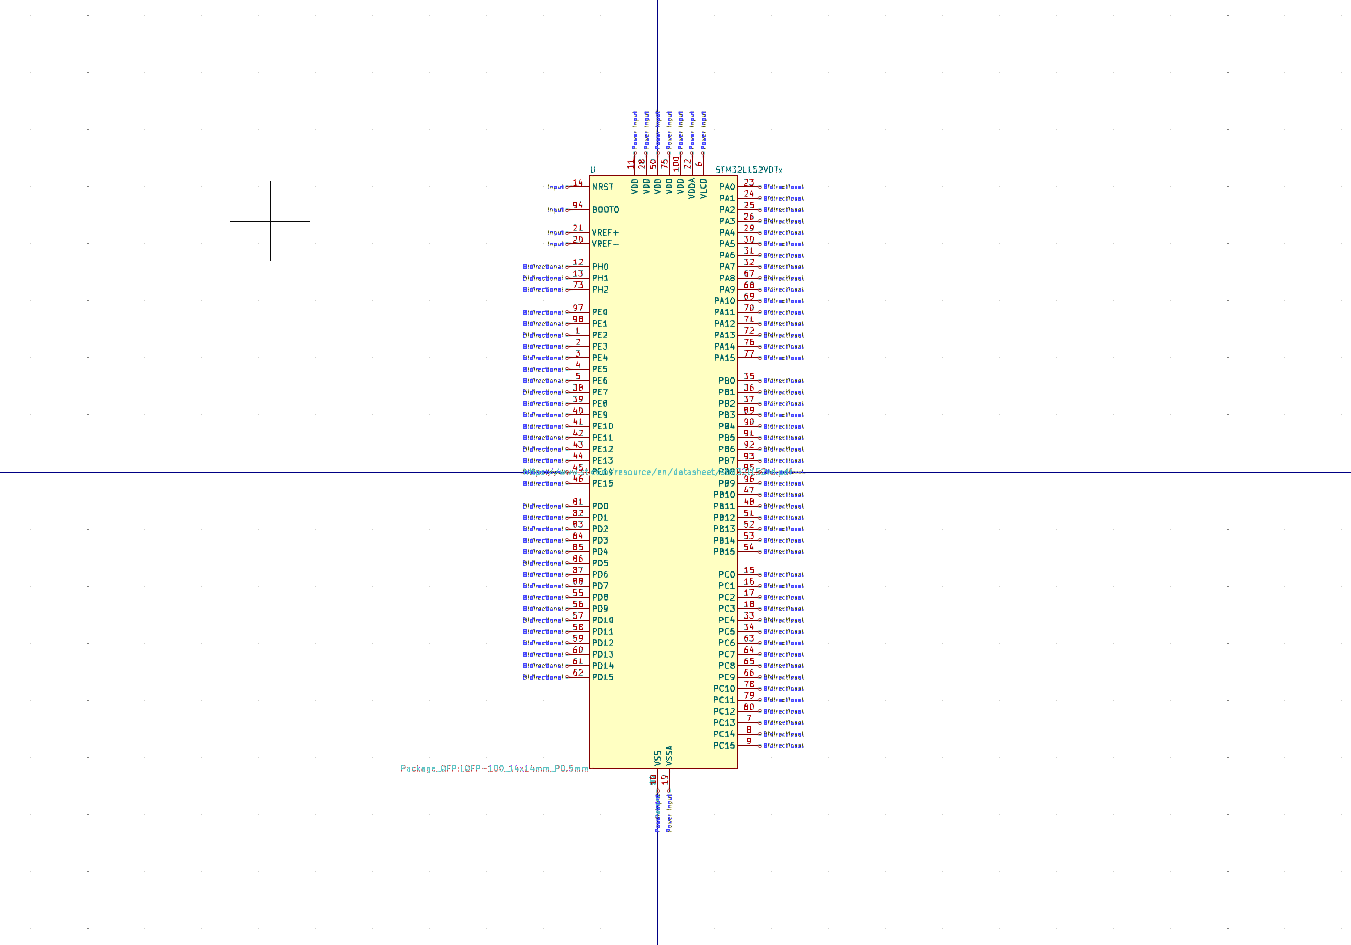 Power Input Power Input Power Input Power Input Power Input Power Input Power Input
11 28 50 75 100 22 6
U STM32L152VDTx
VDD VDD VDD VDD VDD VDDA VLCD
Input 14 NRST PA0 23 Bidirectional
PA1 24 Bidirectional
Input 94 BOOT0 PA2 25 Bidirectional
PA3 26 Bidirectional
Input 21 VREF+ PA4 29 Bidirectional
Input 20 VREF- PA5 30 Bidirectional
PA6 31 Bidirectional
Bidirectional 12 PH0 PA7 32 Bidirectional
Bidirectional 13 PH1 PA8 67 Bidirectional
Bidirectional 73 PH2 PA9 68 Bidirectional
PA10 69 Bidirectional
Bidirectional 97 PE0 PA11 70 Bidirectional
Bidirectional 98 PE1 PA12 71 Bidirectional
Bidirectional 1 PE2 PA13 72 Bidirectional
Bidirectional 2 PE3 PA14 76 Bidirectional
Bidirectional 3 PE4 PA15 77 Bidirectional
Bidirectional 4 PE5
Bidirectional 5 PE6 PB0 35 Bidirectional
Bidirectional 38 PE7 PB1 36 Bidirectional
Bidirectional 39 PE8 PB2 37 Bidirectional
Bidirectional 40 PE9 PB3 89 Bidirectional
Bidirectional 41 PE10 PB4 90 Bidirectional
Bidirectional 42 PE11 PB5 91 Bidirectional
Bidirectional 43 PE12 PB6 92 Bidirectional
Bidirectional 44 PE13 PB7 93 Bidirectional
45 PE14 resource/en/datasheet/ PB8 95
Bidirectional 46 PE15 PB9 96 Bidirectional
PB10 47 Bidirectional
Bidirectional 81 PD0 PB11 48 Bidirectional
Bidirectional 82 PD1 PB12 51 Bidirectional
Bidirectional 83 PD2 PB13 52 Bidirectional
Bidirectional 84 PD3 PB14 53 Bidirectional
Bidirectional 85 PD4 PB15 54 Bidirectional
Bidirectional 86 PD5
Bidirectional 87 PD6 PC0 15 Bidirectional
Bidirectional 88 PD7 PC1 16 Bidirectional
Bidirectional 55 PD8 PC2 17 Bidirectional
Bidirectional 56 PD9 PC3 18 Bidirectional
Bidirectional 57 PD10 PC4 33 Bidirectional
Bidirectional 58 PD11 PC5 34 Bidirectional
Bidirectional 59 PD12 PC6 63 Bidirectional
Bidirectional 60 PD13 PC7 64 Bidirectional
Bidirectional 61 PD14 PC8 65 Bidirectional
Bidirectional 62 PD15 PC9 66 Bidirectional
PC10 78 Bidirectional
PC11 79 Bidirectional
PC12 80 Bidirectional
PC13 7 Bidirectional
PC14 8 Bidirectional
PC15 9 Bidirectional
VSS VSSA
Package_QFP:LQFP-100_14x14mm_P0.5mm
19
Power Input